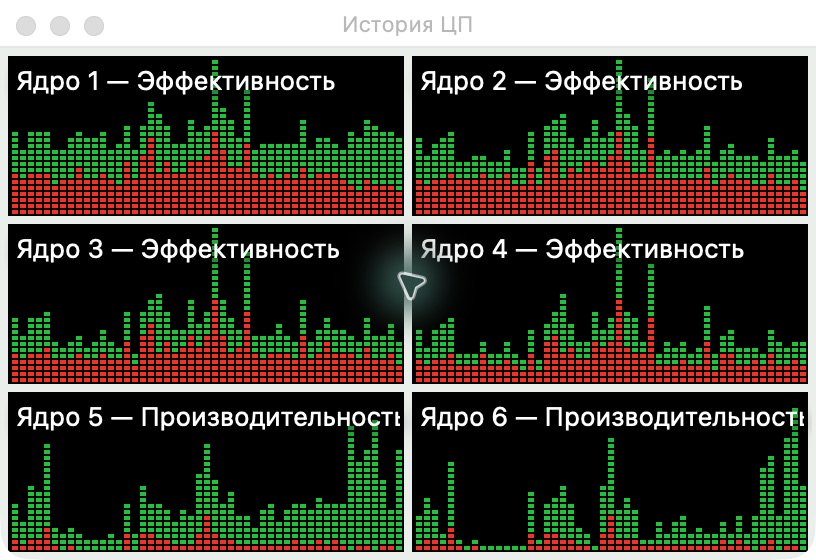 История ЦП
Ядро 1 — Эффективность
Ядро 2 — Эффективность
Ядро 3 — Эффективность
Ядро 4 — Эффективность
Ядро 5 — Производительность
Ядро 6 — Производительность